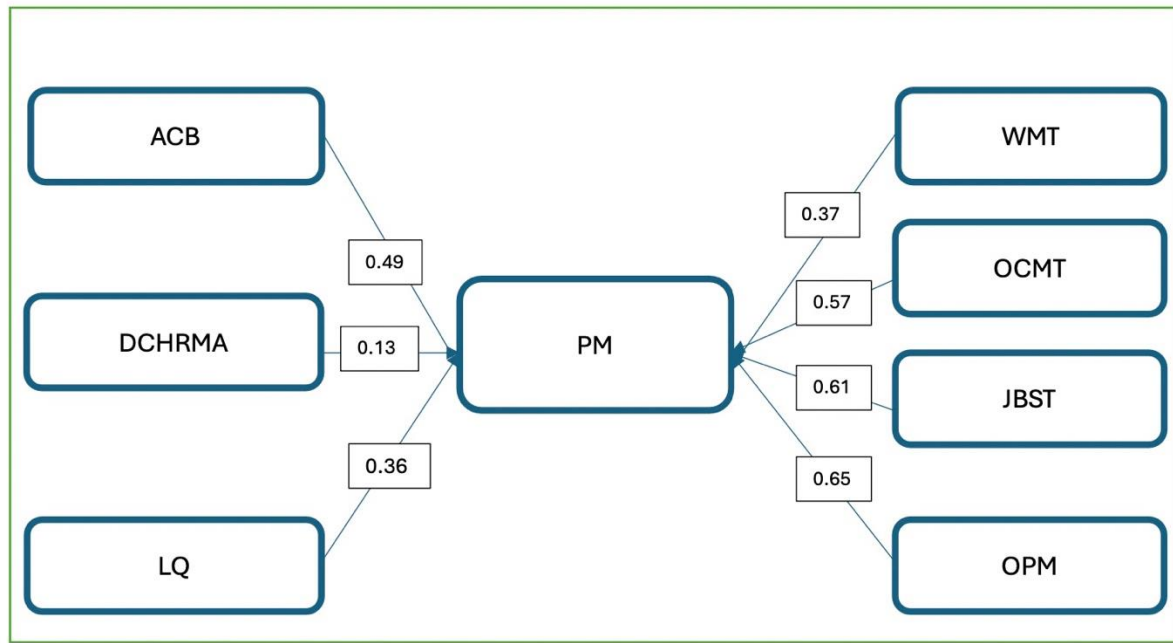 ACB
WMT
0.37
0.49
OCMT
0.57
DCHRMA
0.13
PM
0.61
JBST
0.36
0.65
LQ
OPM